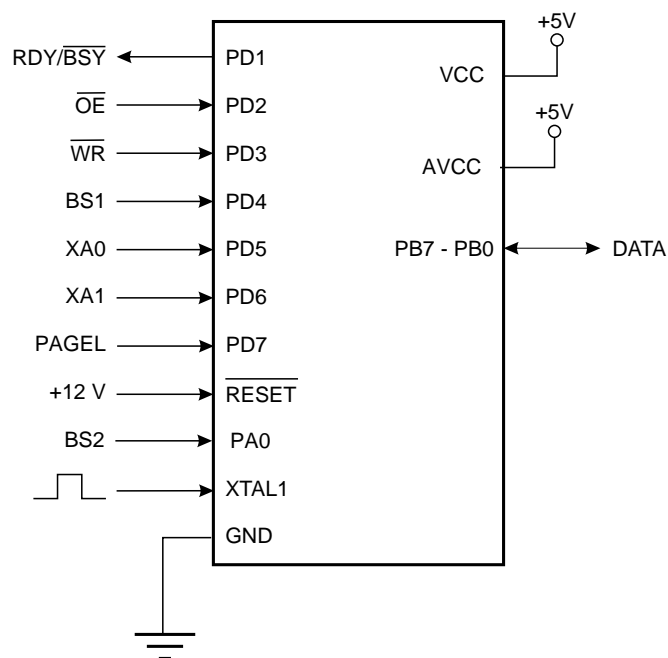 +5V
RDY/BSY PD1 VCC
OE PD2 +5V
WR PD3 AVCC
BS1 PD4
XA0 PD5 PB7 - PB0 DATA
XA1 PD6
PAGEL PD7
+12 V RESET
BS2 PA0
XTAL1
GND